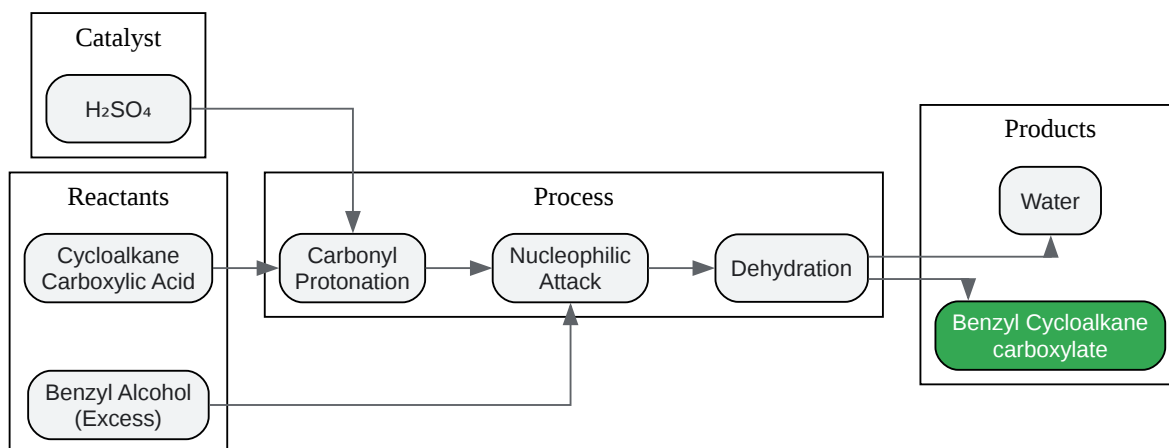 Catalyst
H₂SO₄
Reactants
Cycloalkane
Carboxylic Acid
Benzyl Alcohol
(Excess)
Process
Carbonyl
Protonation
Nucleophilic
Attack
Dehydration
Products
Water
Benzyl Cycloalkane
carboxylate